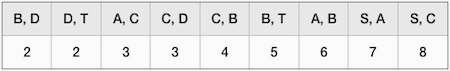 B, D D, T A, C C, D C, B B, T A, B S, A S, C
2 2 3 3 4 5 6 7 8